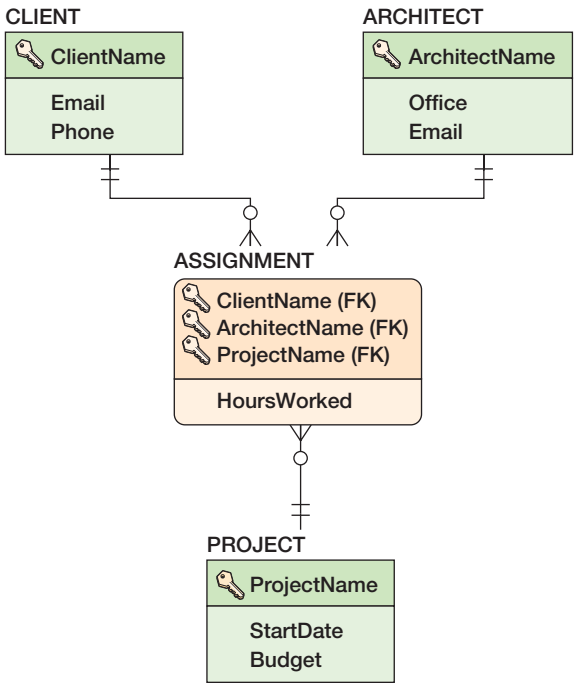 CLIENT
ClientName
Email
Phone
ARCHITECT
ArchitectName
Office
Email
ASSIGNMENT
ClientName (FK)
ArchitectName (FK)
ProjectName (FK)
HoursWorked
PROJECT
ProjectName
StartDate
Budget